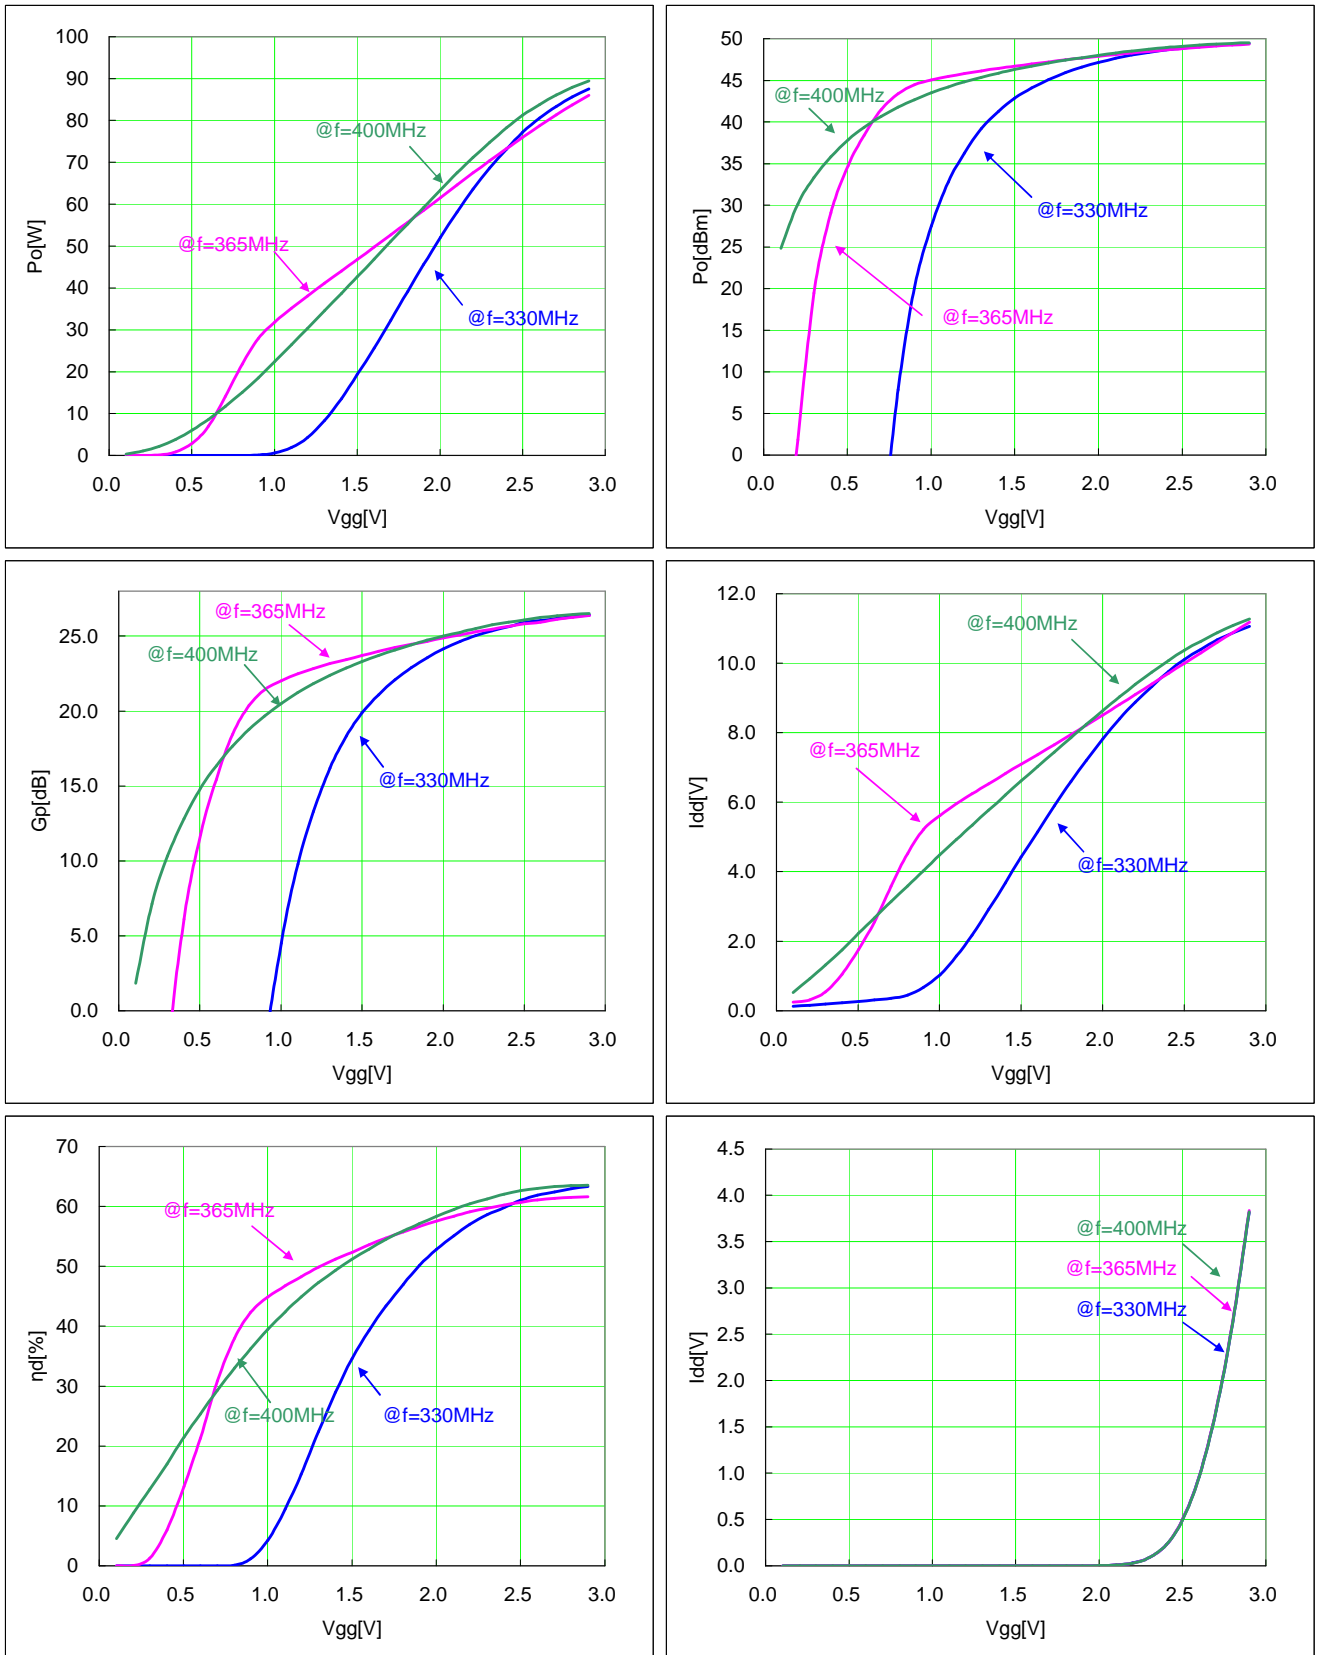 100
90
80
70
60
50
40
30
20
10
0
Po[W]
@f=400MHz
@f=365MHz
@f=330MHz
0.0 0.5 1.0 1.5 2.0 2.5 3.0
Vgg[V]
50
45
40
35
30
25
20
15
10
5
0
Po[dBm]
@f=400MHz
@f=330MHz
@f=365MHz
0.0 0.5 1.0 1.5 2.0 2.5 3.0
Vgg[V]
25.0
20.0
15.0
10.0
5.0
0.0
Gp[dB]
@f=365MHz
@f=400MHz
@f=330MHz
0.0 0.5 1.0 1.5 2.0 2.5 3.0
Vgg[V]
12.0
10.0
8.0
6.0
4.0
2.0
0.0
Idd[V]
@f=400MHz
@f=365MHz
@f=330MHz
0.0 0.5 1.0 1.5 2.0 2.5 3.0
Vgg[V]
70
60
50
40
30
20
10
0
ηd[%]
@f=365MHz
@f=400MHz
@f=330MHz
0.0 0.5 1.0 1.5 2.0 2.5 3.0
Vgg[V]
4.5
4.0
3.5
3.0
2.5
2.0
1.5
1.0
0.5
0.0
Idd[V]
@f=400MHz
@f=365MHz
@f=330MHz
0.0 0.5 1.0 1.5 2.0 2.5 3.0
Vgg[V]